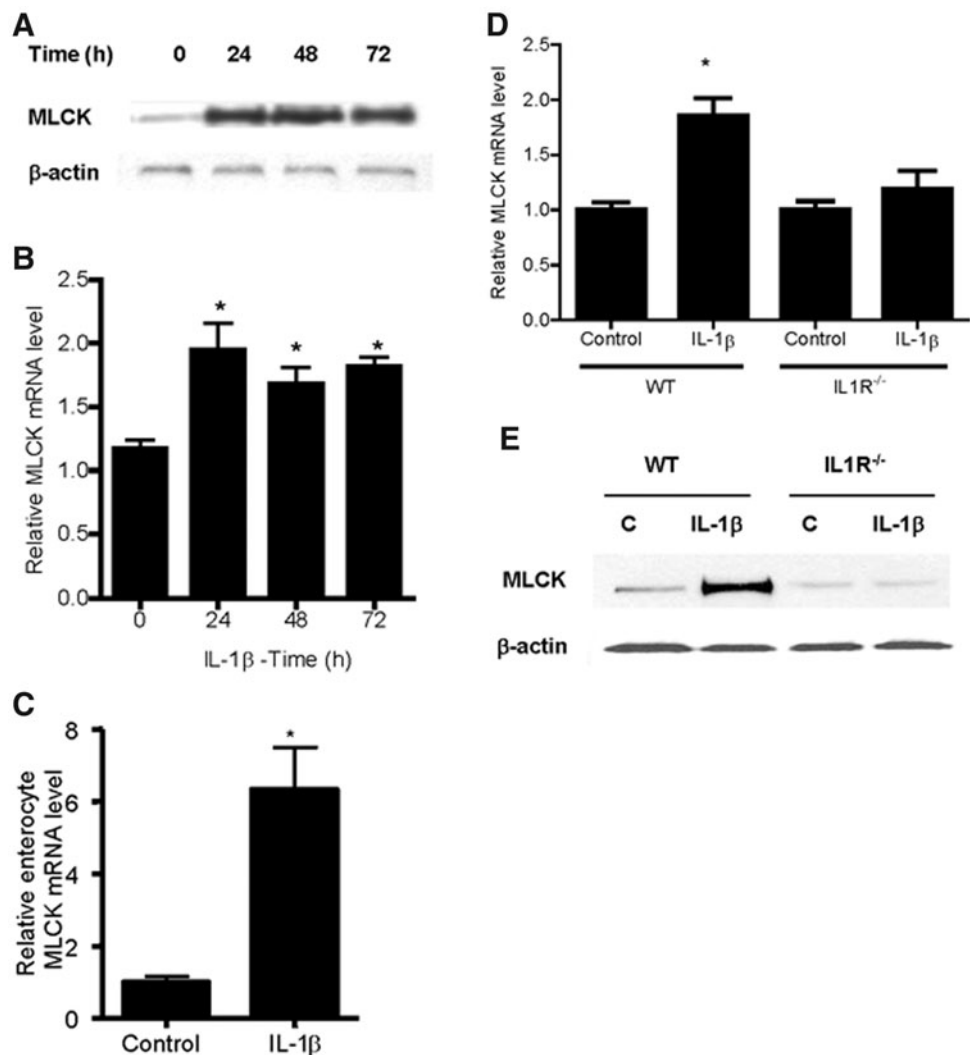 A
Time (h) 0 24 48 72
MLCK
β-actin
B
Relative MLCK mRNA level
2.5
2.0
1.5
1.0
0.5
0.0
*
*
*
0 24 48 72
IL-1β -Time (h)
C
Relative enterocyte
MLCK mRNA level
8
6
4
2
0
*
Control IL-1β
D
Relative MLCK mRNA level
2.5
2.0
1.5
1.0
0.5
0.0
*
Control IL-1β Control IL-1β
WT IL1R-/-
E
WT IL1R-/-
C IL-1β C IL-1β
MLCK
β-actin